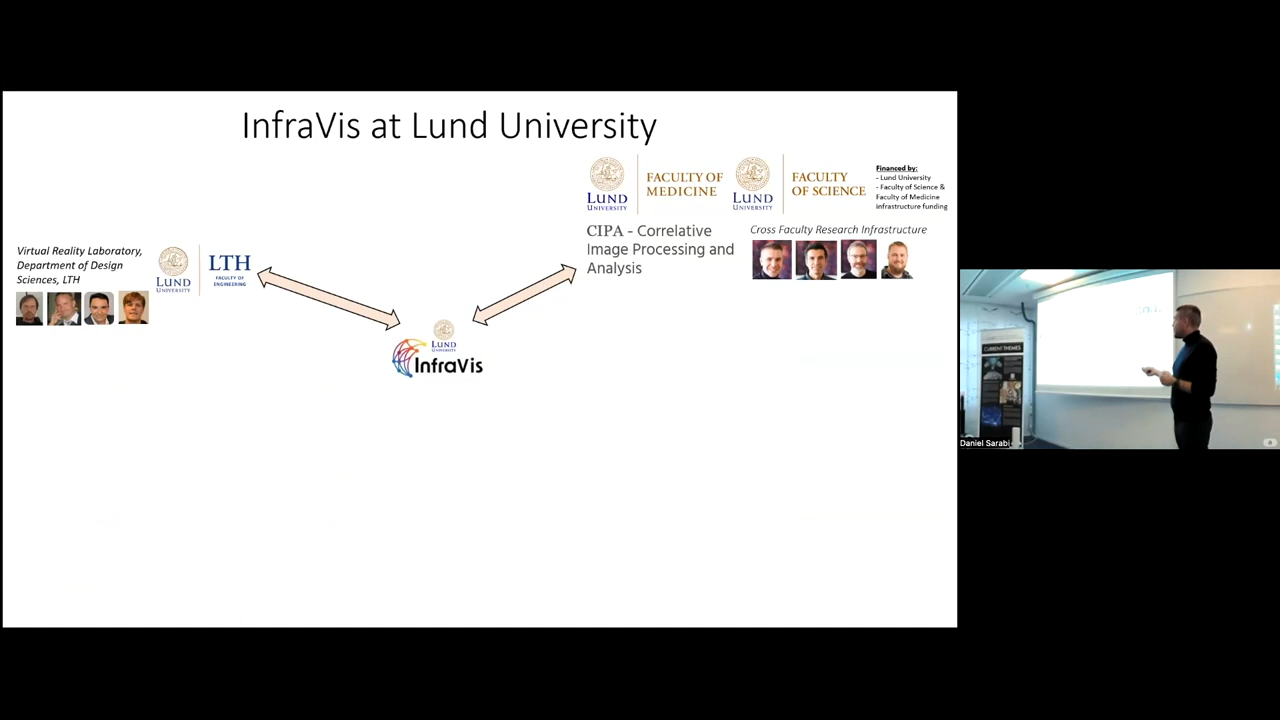 InfraVis at Lund University
LUND
UNIVERSITY
FACULTY OF
MEDICINE
LUND
UNIVERSITY
FACULTY
OF SCIENCE
Financed by:
- Lund University
- Faculty of Science &
Faculty of Medicine
infrastructure funding
CIPA - Correlative
Image Processing and
Analysis
Cross Faculty Research Infrastructure
Virtual Reality Laboratory,
Department of Design
Sciences, LTH
LUND
UNIVERSITY
LTH
FACULTY OF
ENGINEERING
LUND
UNIVERSITY
InfraVis
CURRENT THEMES
Daniel Sarabi